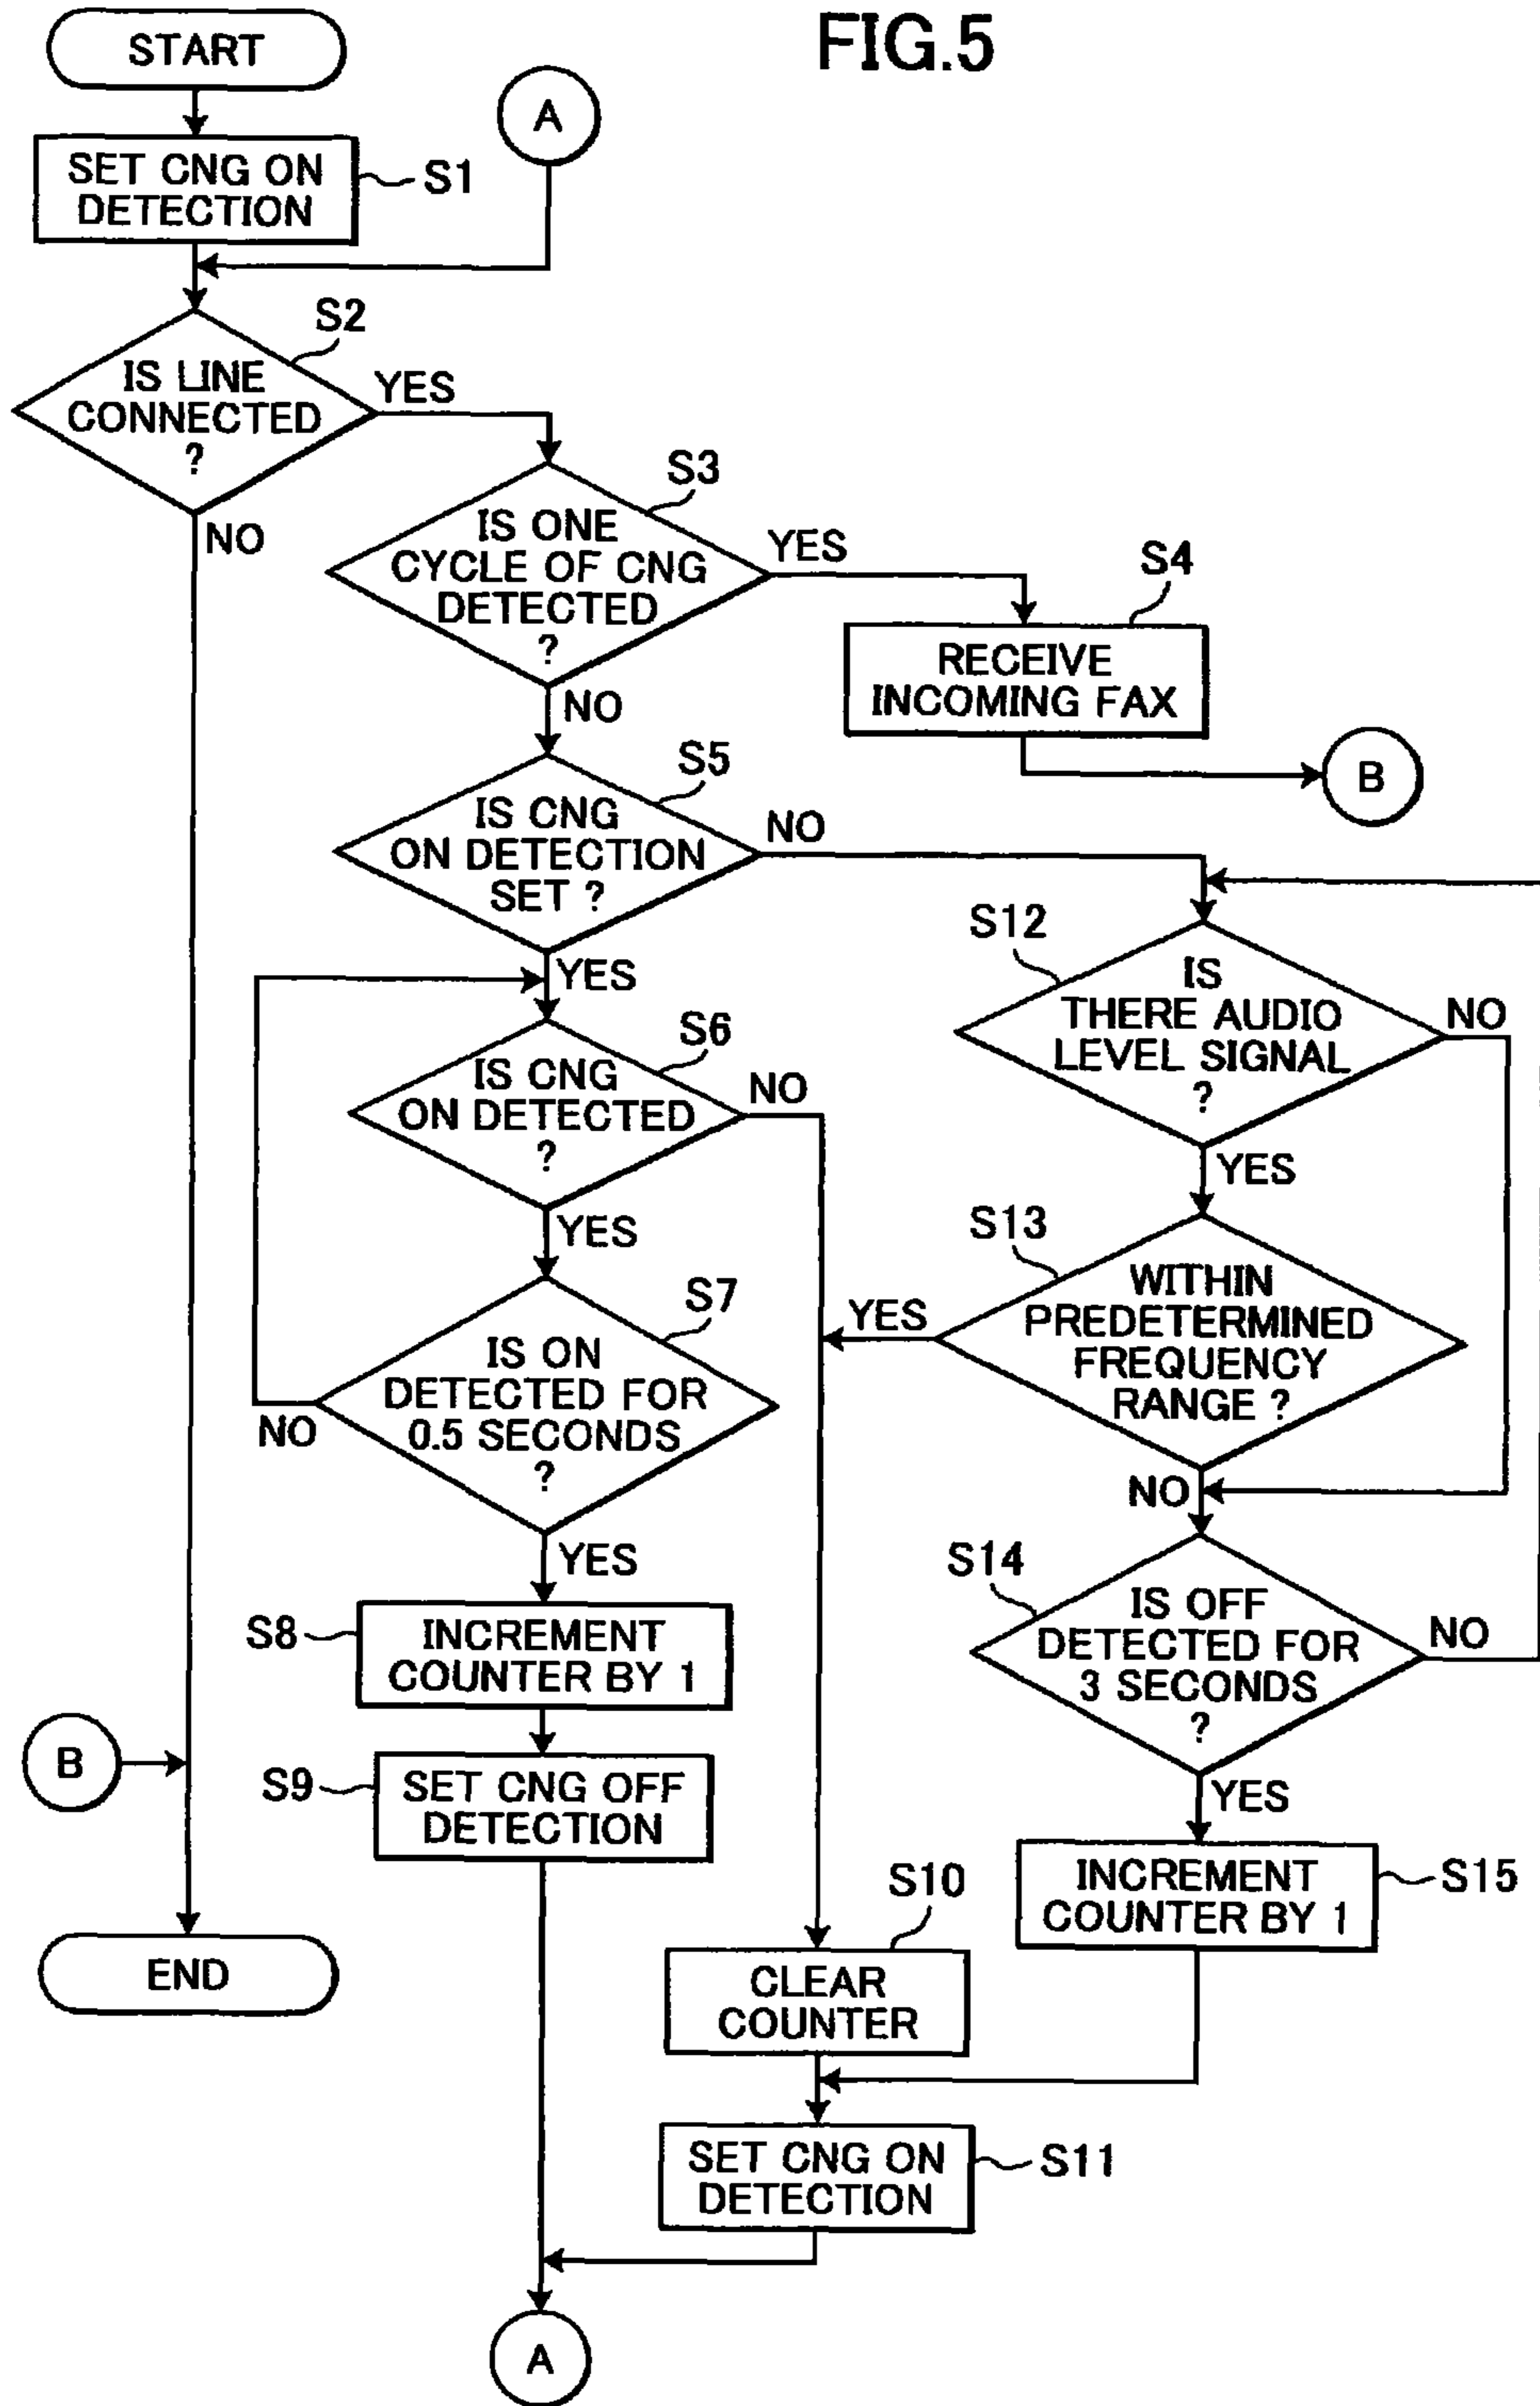 FIG.5
START
A
SET CNG ON
DETECTION
S1
S2
IS LINE
CONNECTED
?
YES
NO
S3
IS ONE
CYCLE OF CNG
DETECTED
?
YES
NO
S4
RECEIVE
INCOMING FAX
B
S5
IS CNG
ON DETECTION
SET ?
NO
YES
S6
IS CNG
ON DETECTED
?
NO
YES
S7
IS ON
DETECTED FOR
0.5 SECONDS
?
NO
YES
S8
INCREMENT
COUNTER BY 1
S9
SET CNG OFF
DETECTION
B
END
S12
IS
THERE AUDIO
LEVEL SIGNAL
?
NO
YES
S13
WITHIN
PREDETERMINED
FREQUENCY
RANGE ?
YES
NO
S14
IS OFF
DETECTED FOR
3 SECONDS
?
NO
YES
INCREMENT
COUNTER BY 1
S15
S10
CLEAR
COUNTER
SET CNG ON
DETECTION
S11
A